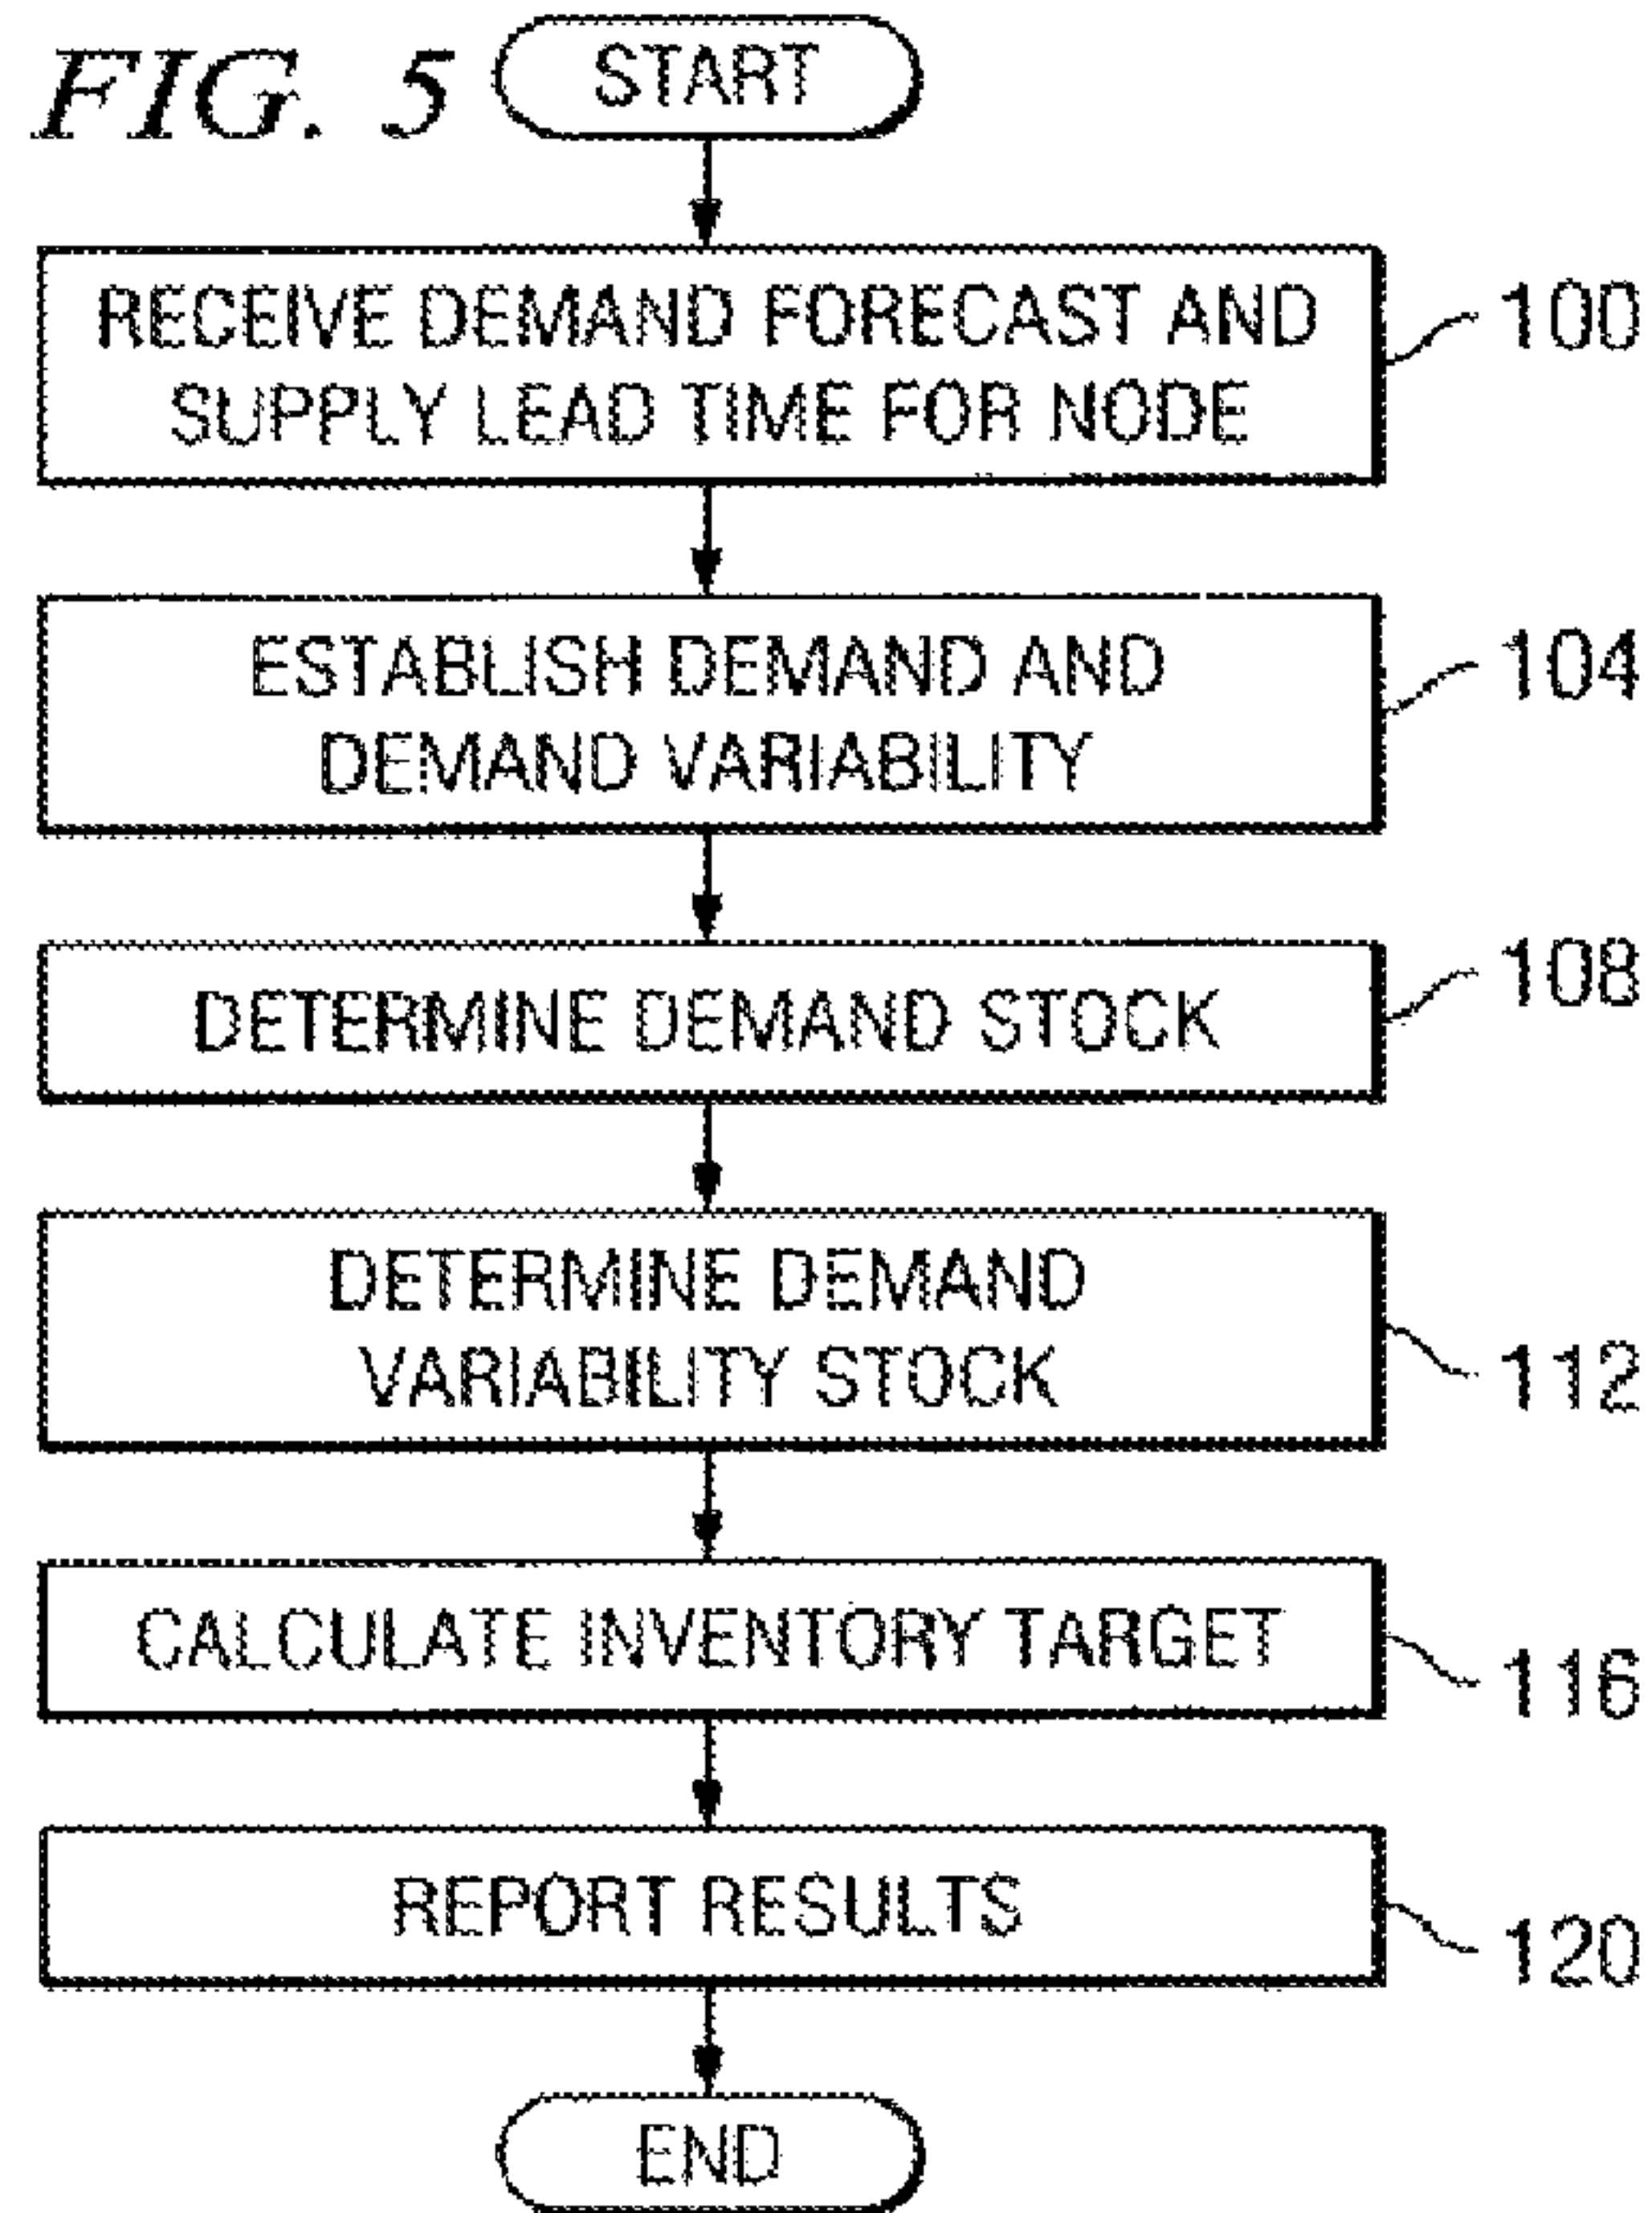 FIG. 5
START
RECEIVE DEMAND FORECAST AND
SUPPLY LEAD TIME FOR NODE
100
ESTABLISH DEMAND AND
DEMAND VARIABILITY
104
DETERMINE DEMAND STOCK
108
DETERMINE DEMAND
VARIABILITY STOCK
112
CALCULATE INVENTORY TARGET
116
REPORT RESULTS
120
END